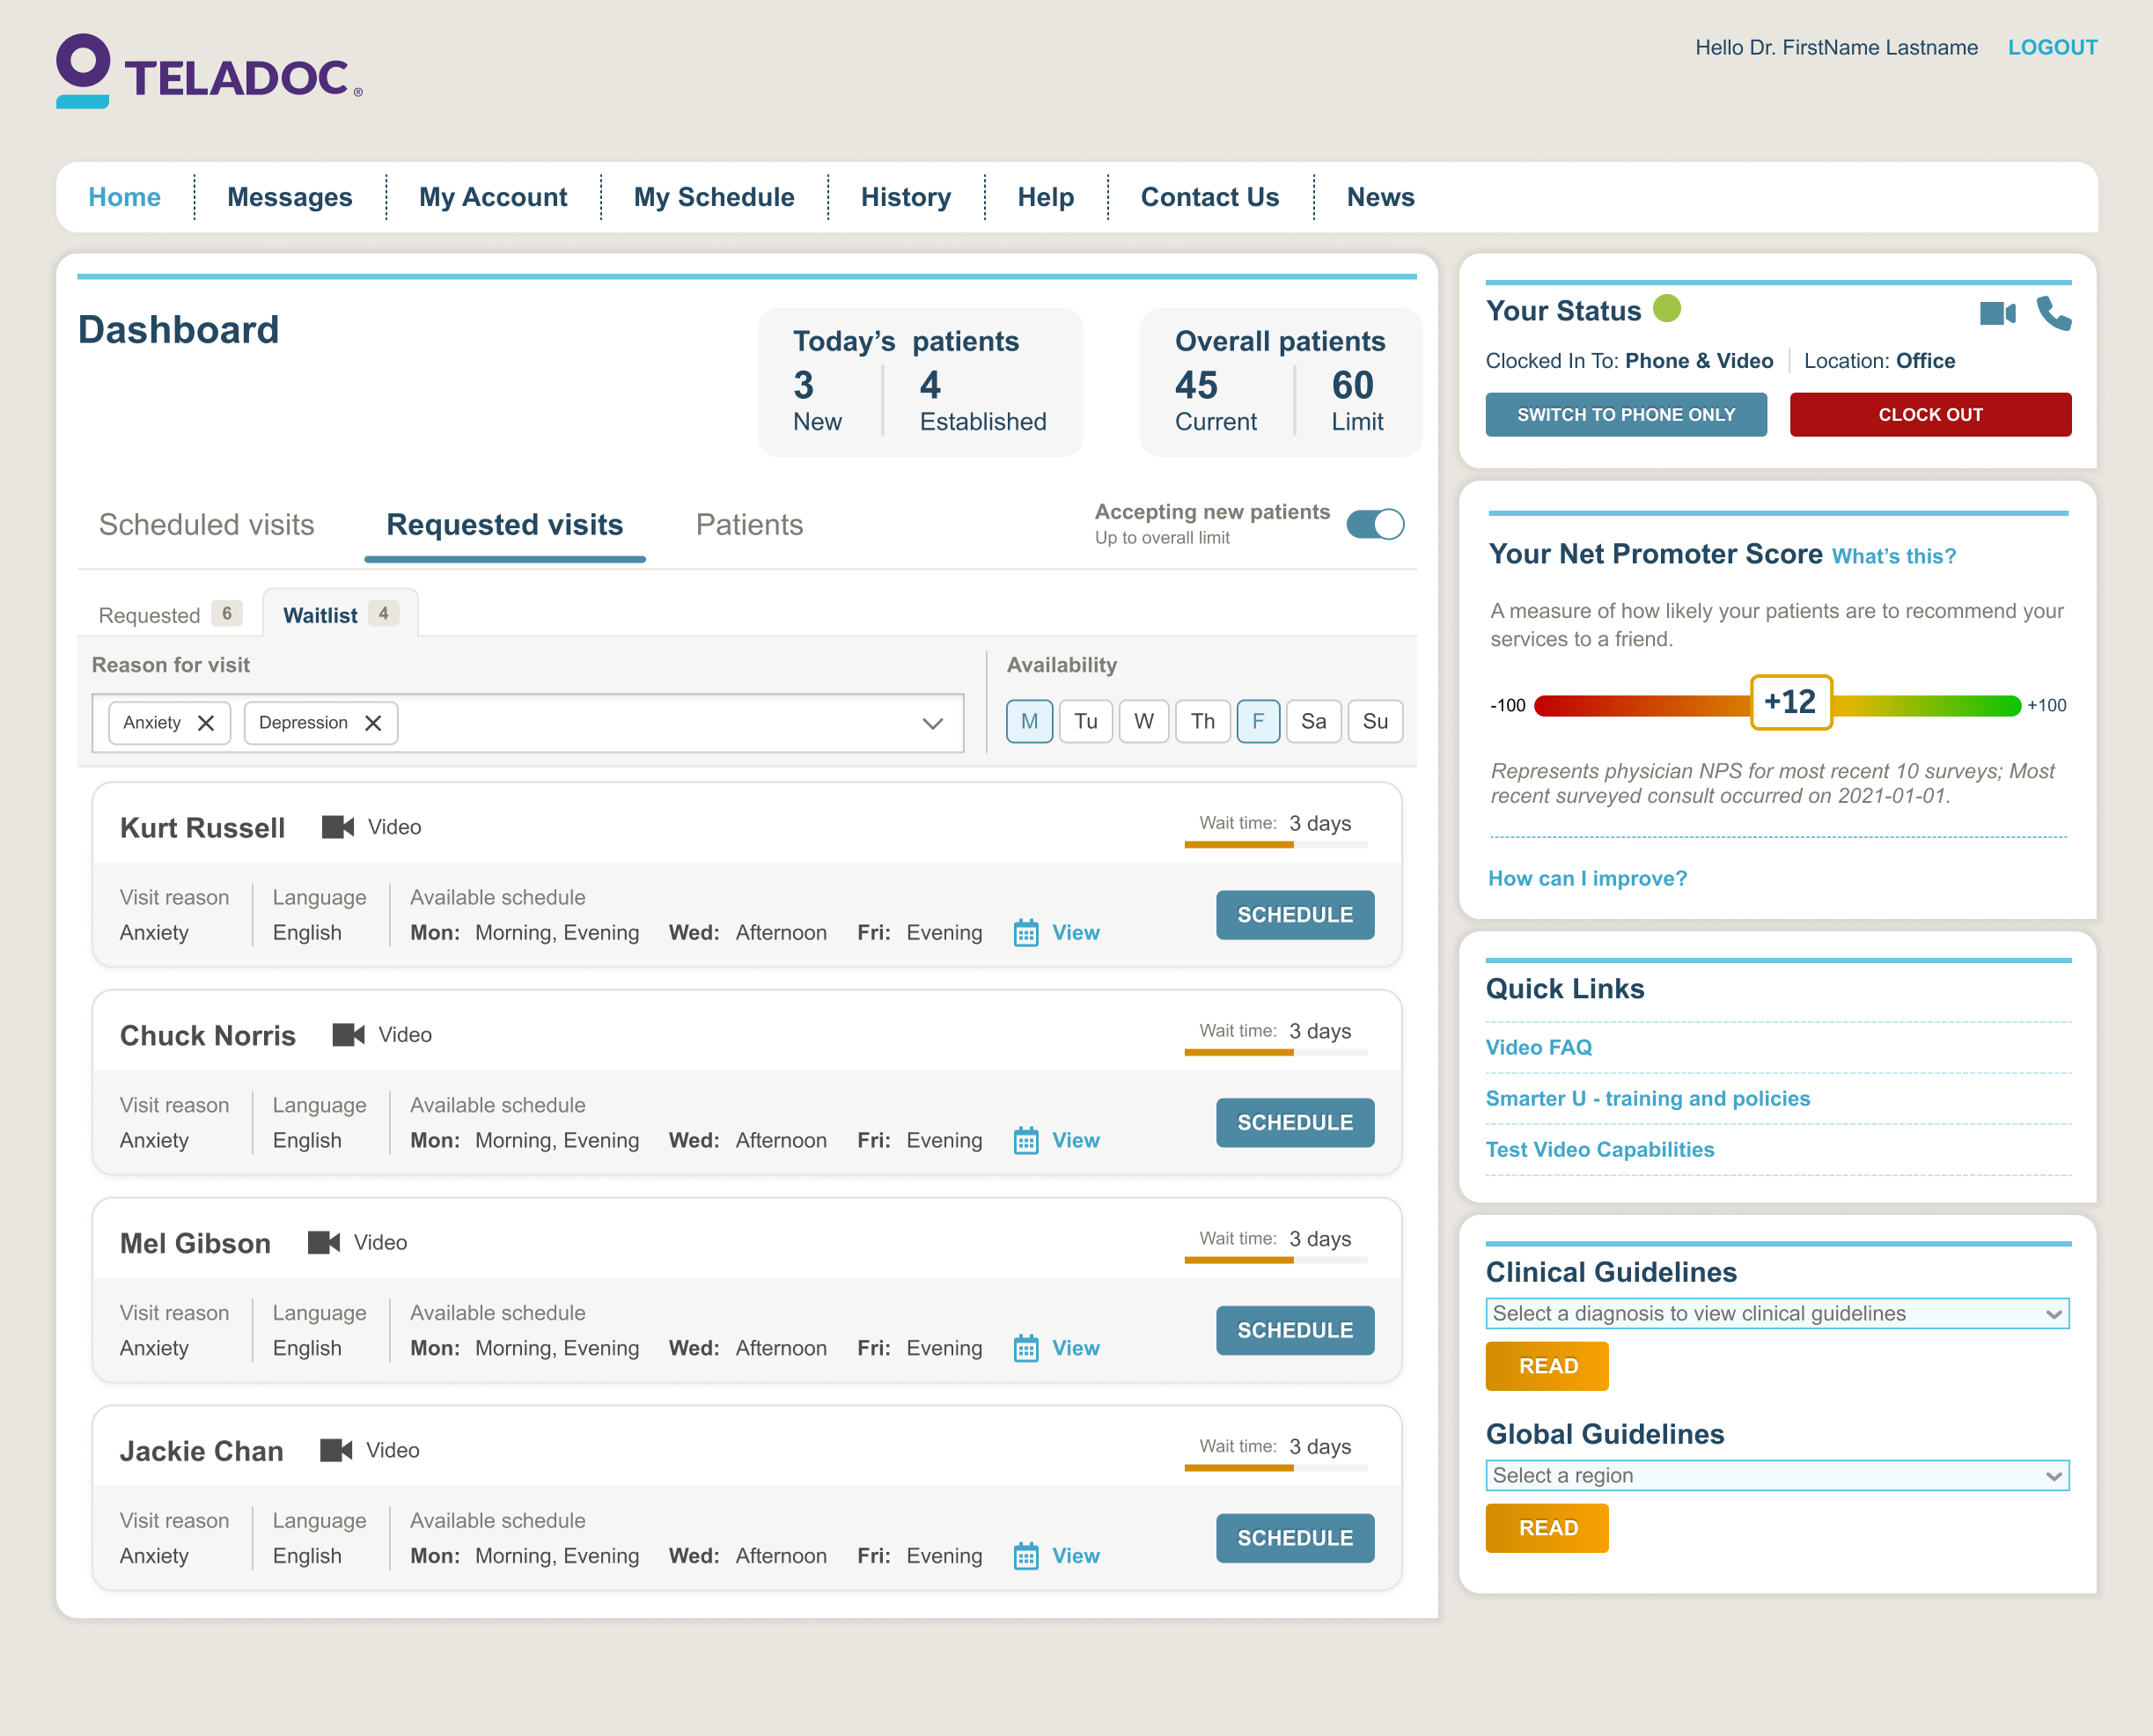 TELADOC®
Hello Dr. FirstName Lastname LOGOUT
Home Messages My Account My Schedule History Help Contact Us News
Dashboard
Today’s patients
3 4
New Established
Overall patients
45 60
Current Limit
Scheduled visits Requested visits Patients
Accepting new patients
Up to overall limit
Requested 6 Waitlist 4
Reason for visit
Anxiety Depression
Availability
M Tu W Th F Sa Su
Kurt Russell Video Wait time: 3 days
Visit reason Language Available schedule
Anxiety English Mon: Morning, Evening Wed: Afternoon Fri: Evening View
SCHEDULE
Chuck Norris Video Wait time: 3 days
Visit reason Language Available schedule
Anxiety English Mon: Morning, Evening Wed: Afternoon Fri: Evening View
SCHEDULE
Mel Gibson Video Wait time: 3 days
Visit reason Language Available schedule
Anxiety English Mon: Morning, Evening Wed: Afternoon Fri: Evening View
SCHEDULE
Jackie Chan Video Wait time: 3 days
Visit reason Language Available schedule
Anxiety English Mon: Morning, Evening Wed: Afternoon Fri: Evening View
SCHEDULE
Your Status
Clocked In To: Phone & Video Location: Office
SWITCH TO PHONE ONLY CLOCK OUT
Your Net Promoter Score What’s this?
A measure of how likely your patients are to recommend your
services to a friend.
-100 +12 +100
Represents physician NPS for most recent 10 surveys; Most
recent surveyed consult occurred on 2021-01-01.
How can I improve?
Quick Links
Video FAQ
Smarter U - training and policies
Test Video Capabilities
Clinical Guidelines
Select a diagnosis to view clinical guidelines
READ
Global Guidelines
Select a region
READ